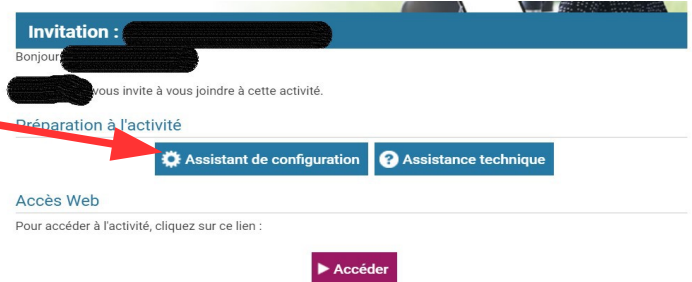 Invitation :
Bonjour
vous invite à vous joindre à cette activité.
Préparation à l'activité
Assistant de configuration
? Assistance technique
Accès Web
Pour accéder à l'activité, cliquez sur ce lien :
Accéder